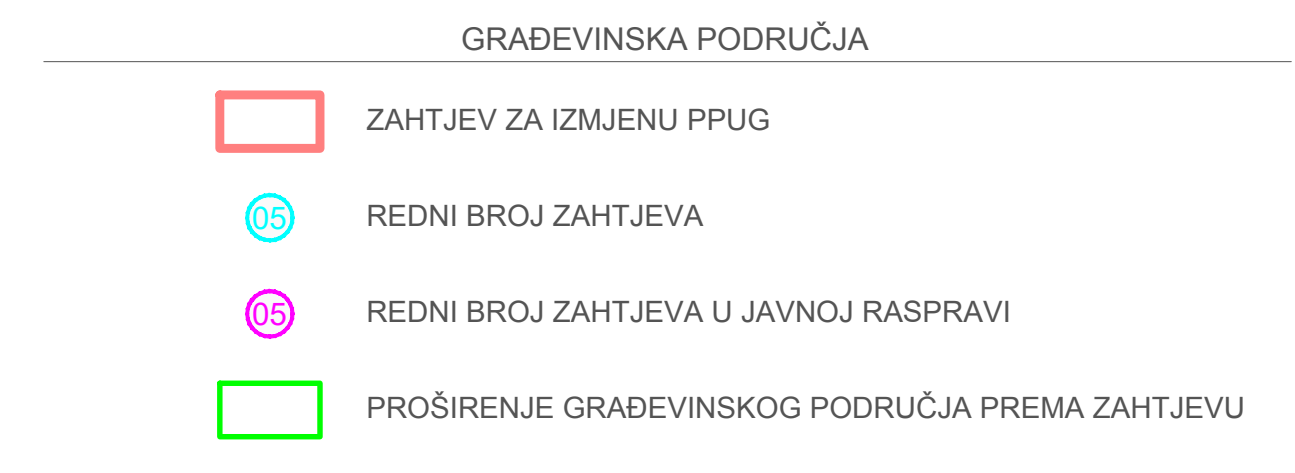 GRAĐEVINSKA PODRUČJA
ZAHTJEV ZA IZMJENU PPUG
05 REDNI BROJ ZAHTJEVA
05 REDNI BROJ ZAHTJEVA U JAVNOJ RASPRAVI
PROŠIRENJE GRAĐEVINSKOG PODRUČJA PREMA ZAHTJEVU